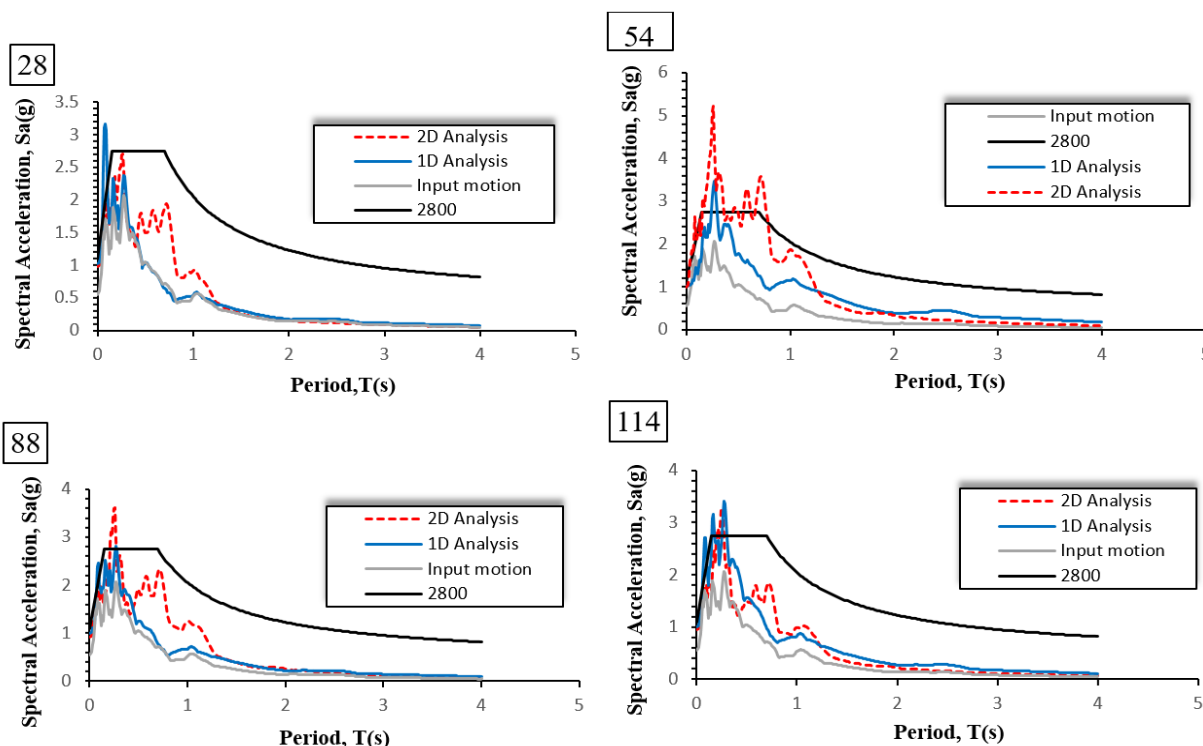 28
Spectral Acceleration, Sa(g)
3.5
3
2.5
2
1.5
1
0.5
0
0 1 2 3 4 5
Period,T(s)
2D Analysis
1D Analysis
Input motion
2800
54
Spectral Acceleration, Sa(g)
6
5
4
3
2
1
0
0 1 2 3 4 5
Period, T(s)
Input motion
2800
1D Analysis
2D Analysis
88
Spectral Acceleration, Sa(g)
4
3
2
1
0
0 1 2 3 4 5
Period, T(s)
2D Analysis
1D Analysis
Input motion
2800
114
Spectral Acceleration, Sa(g)
4
3
2
1
0
0 1 2 3 4 5
Period, T(s)
2D Analysis
1D Analysis
Input motion
2800